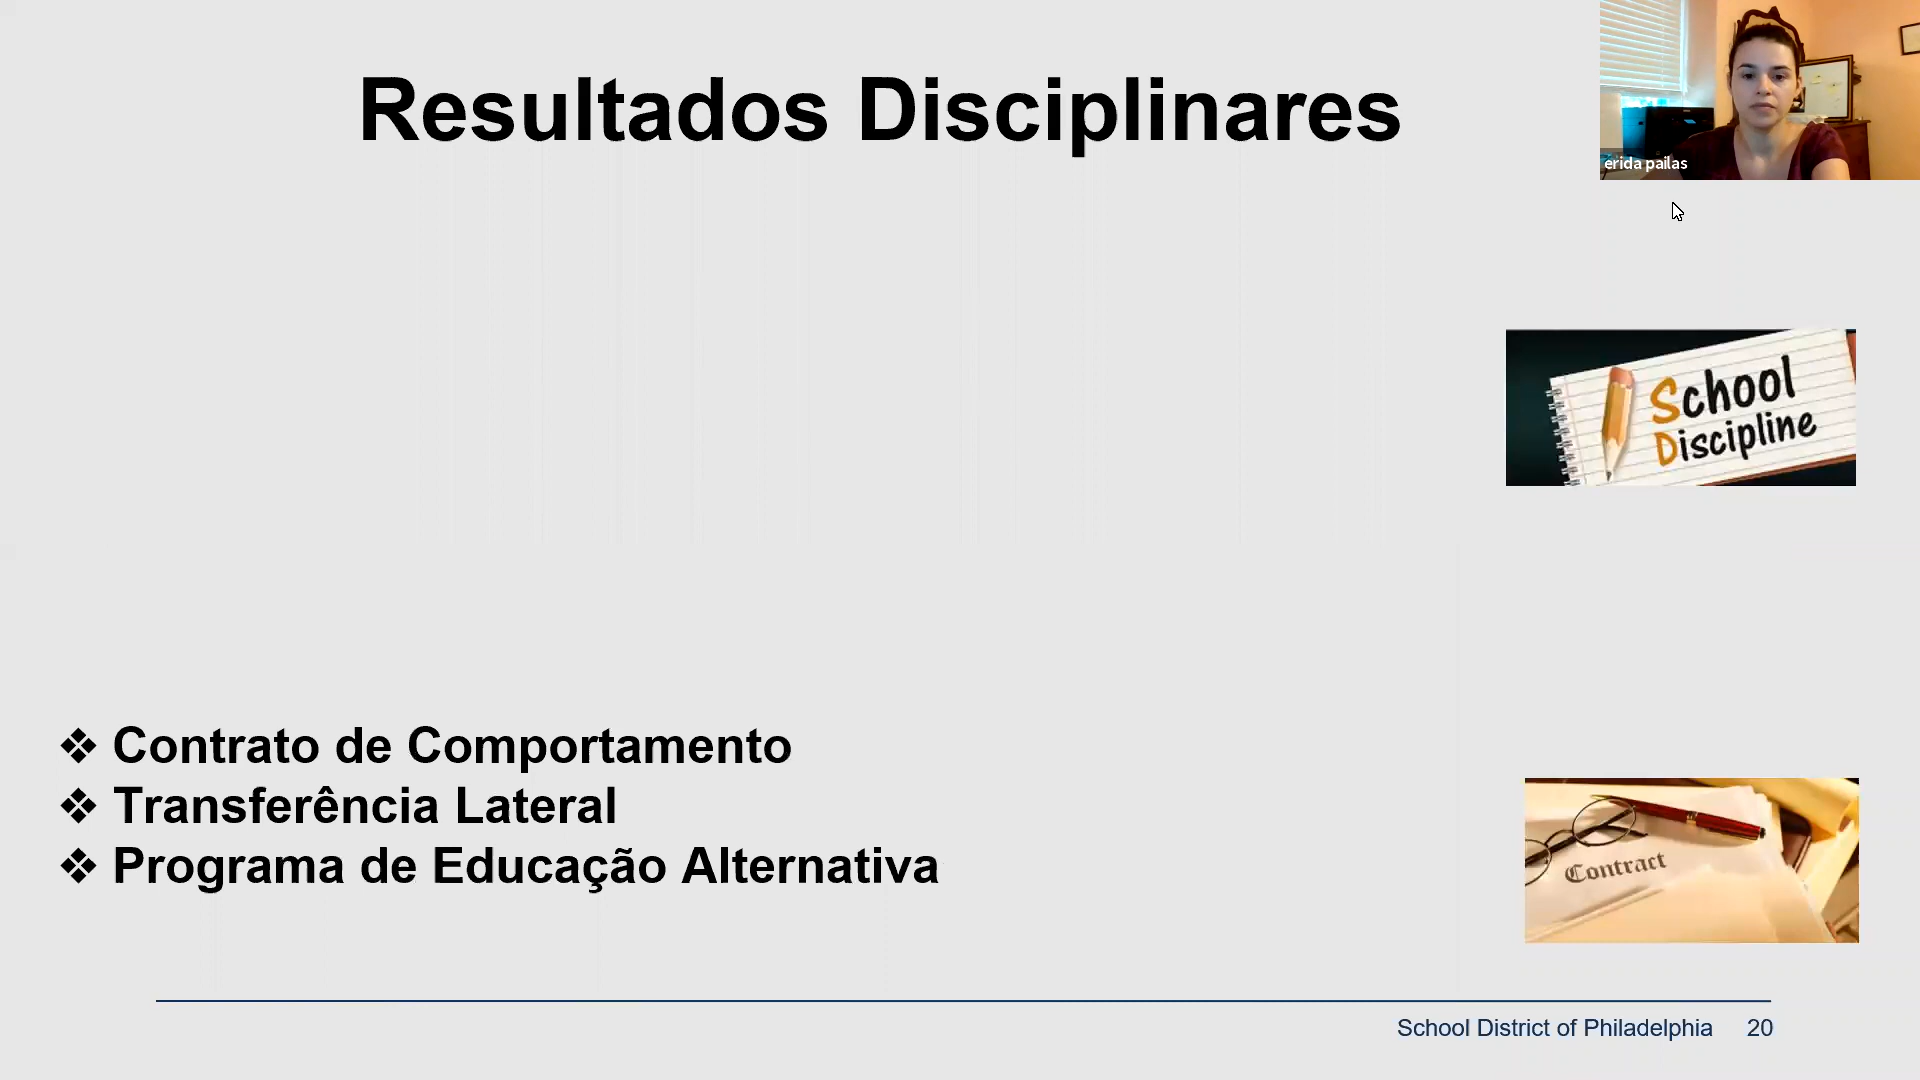 Resultados Disciplinares
erida pailas
School
Discipline
❖ Contrato de Comportamento
❖ Transferência Lateral
❖ Programa de Educação Alternativa
Contract
School District of Philadelphia 20